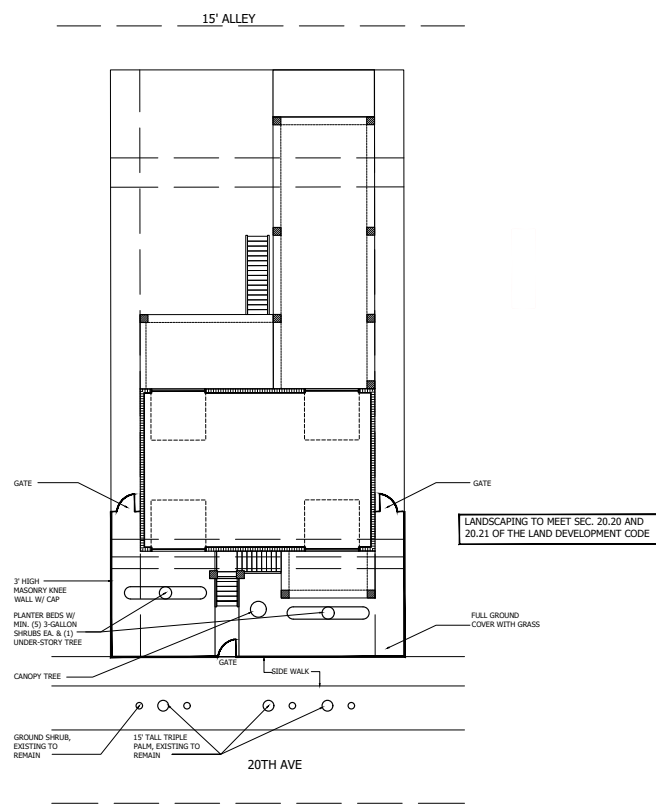 15' ALLEY
GATE
GATE
LANDSCAPING TO MEET SEC. 20.20 AND
20.21 OF THE LAND DEVELOPMENT CODE
3' HIGH
MASONRY KNEE
WALL W/ CAP
PLANTER BEDS W/
MIN. (5) 3-GALLON
SHRUBS EA. & (1)
UNDER-STORY TREE
FULL GROUND
COVER WITH GRASS
CANOPY TREE
GATE
SIDE WALK
GROUND SHRUB,
EXISTING TO
REMAIN
15' TALL TRIPLE
PALM, EXISTING TO
REMAIN
20TH AVE